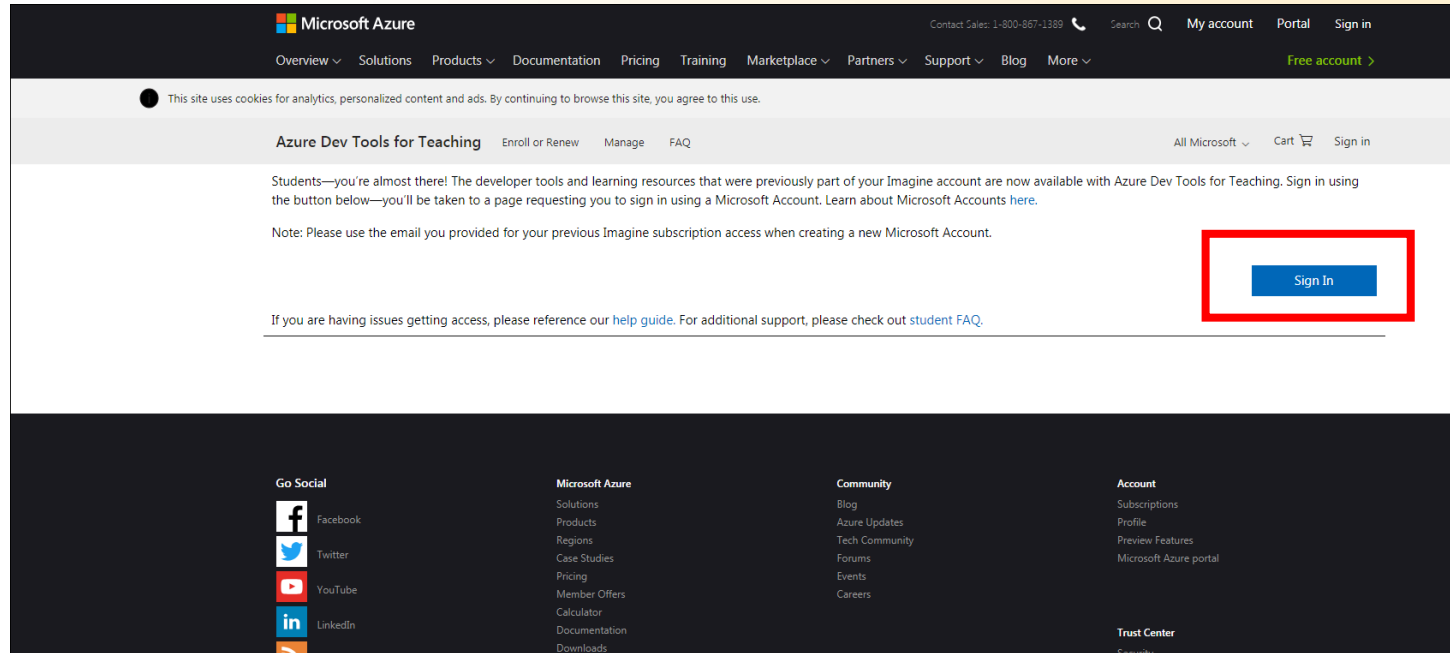 Microsoft Azure
Contact Sales: 1-800-867-1389 Search My account Portal Sign in
Overview Solutions Products Documentation Pricing Training Marketplace Partners Support Blog More Free account >
This site uses cookies for analytics, personalized content and ads. By continuing to browse this site, you agree to this use.
Azure Dev Tools for Teaching Enroll or Renew Manage FAQ All Microsoft Cart Sign in
Students—you're almost there! The developer tools and learning resources that were previously part of your Imagine account are now available with Azure Dev Tools for Teaching. Sign in using
the button below—you'll be taken to a page requesting you to sign in using a Microsoft Account. Learn about Microsoft Accounts here.
Note: Please use the email you provided for your previous Imagine subscription access when creating a new Microsoft Account.
Sign In
If you are having issues getting access, please reference our help guide. For additional support, please check out student FAQ.
Go Social
Facebook
Twitter
YouTube
LinkedIn
Microsoft Azure
Solutions
Products
Regions
Case Studies
Pricing
Member Offers
Calculator
Documentation
Downloads
Community
Blog
Azure Updates
Tech Community
Forums
Events
Careers
Account
Subscriptions
Profile
Preview Features
Microsoft Azure portal
Trust Center